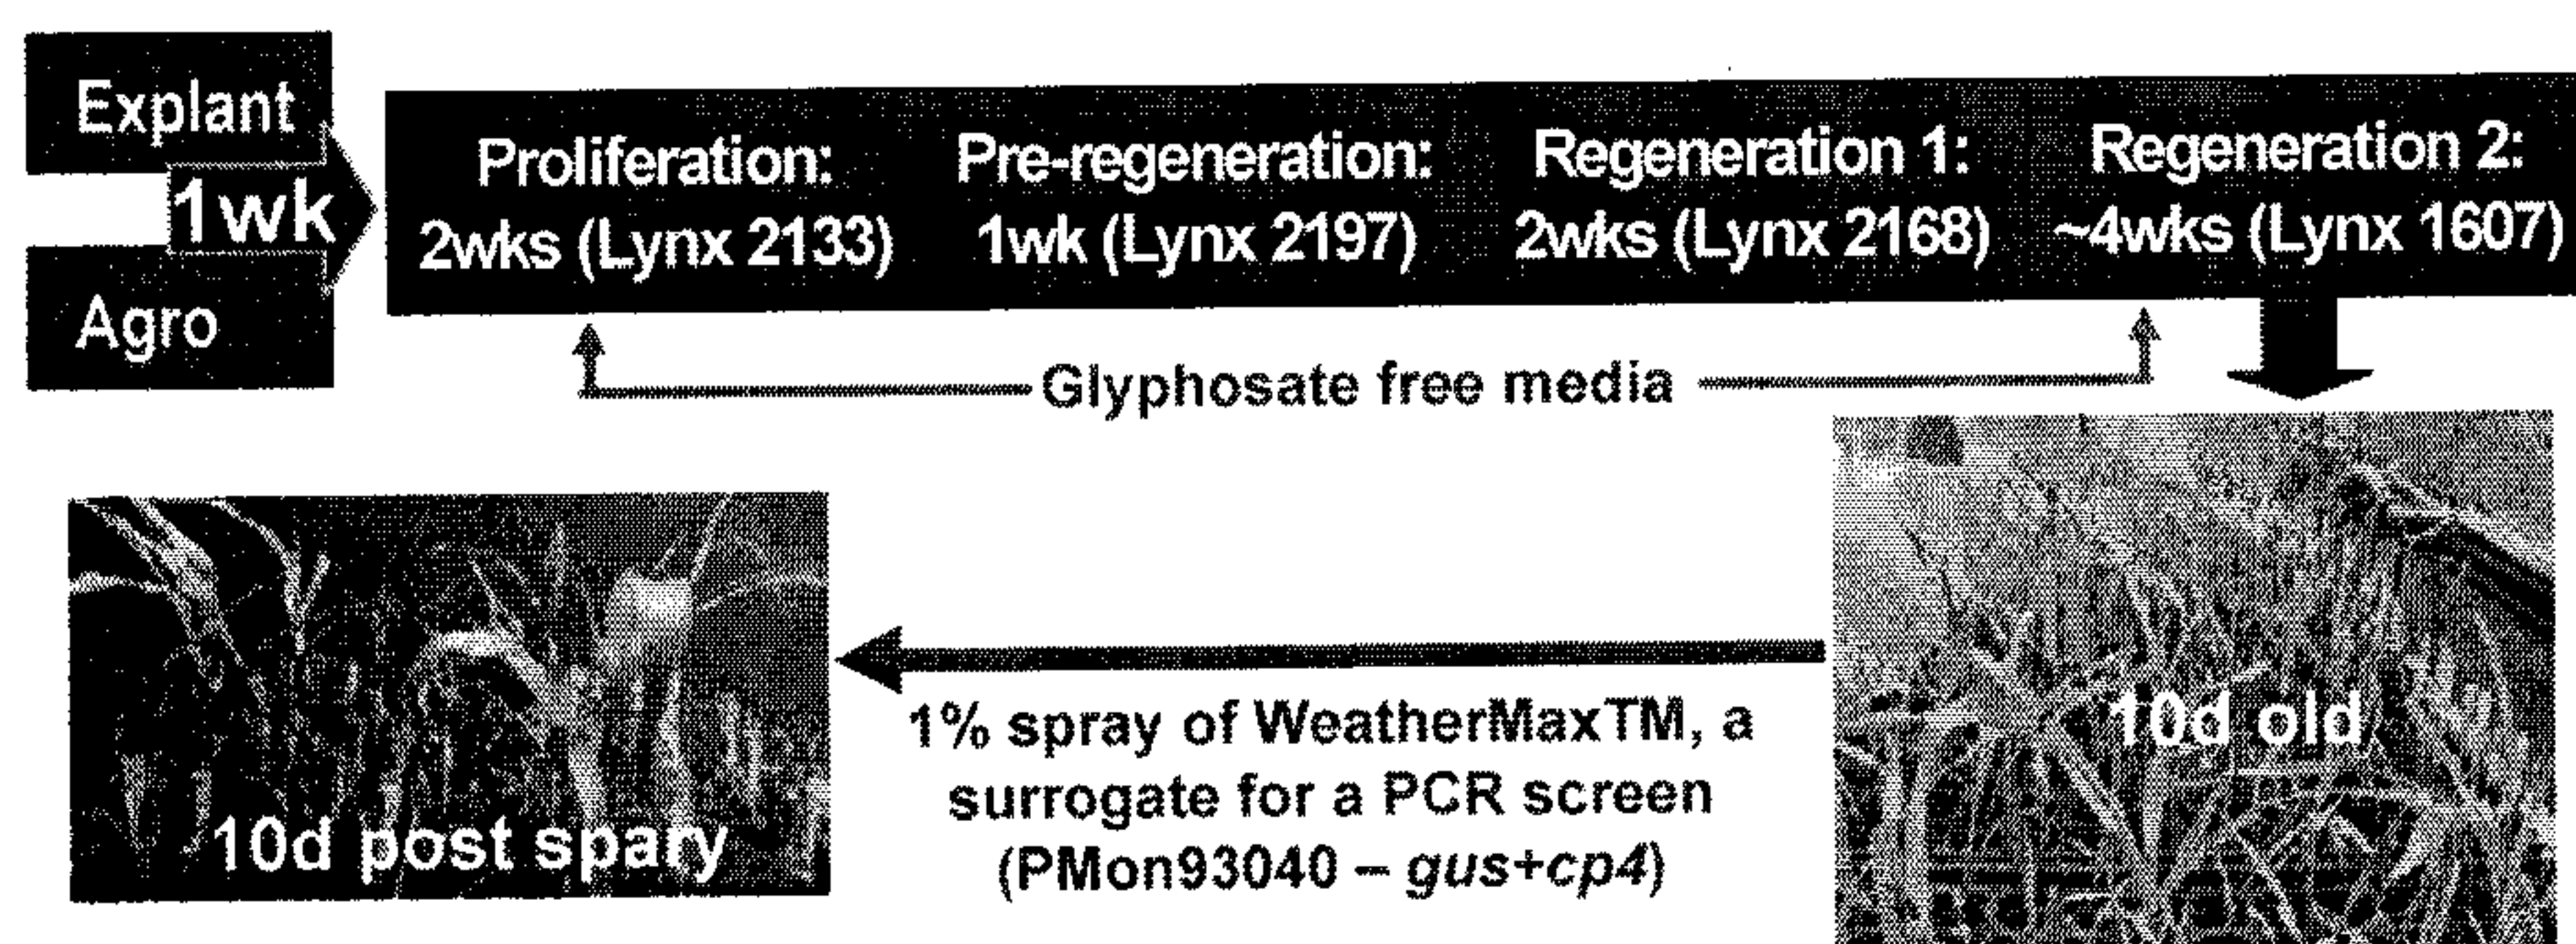 Explant
1wk
Agro
Proliferation:
2wks (Lynx 2133)
Pre-regeneration:
1wk (Lynx 2197)
Regeneration 1:
2wks (Lynx 2168)
Regeneration 2:
~4wks (Lynx 1607)
Glyphosate free media
10d old
1% spray of WeatherMaxTM, a
surrogate for a PCR screen
(PMon93040 – gus+cp4)
10d post spary